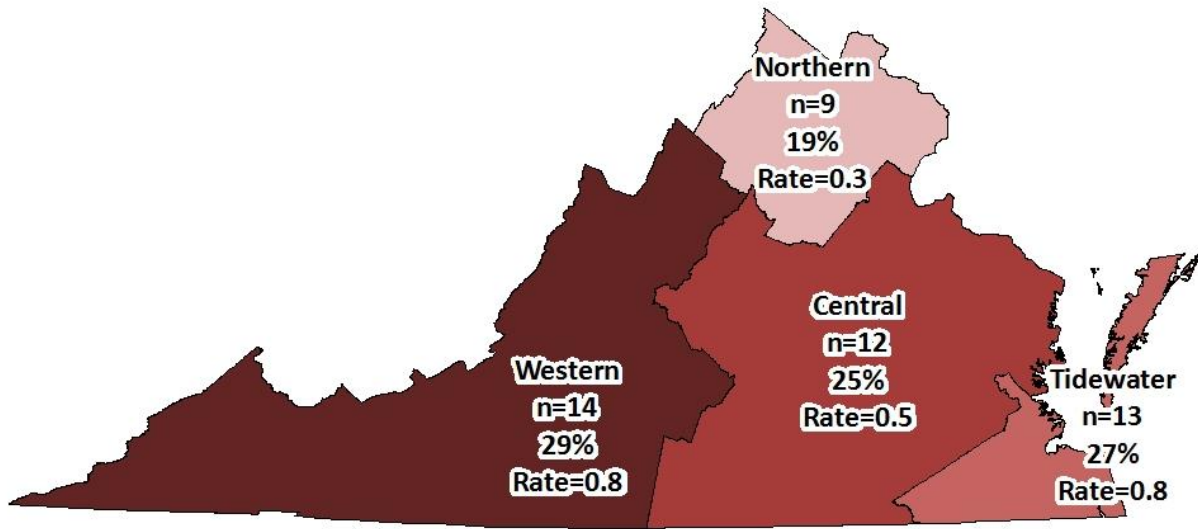 Northern
n=9
19%
Rate=0.3
Central
n=12
25%
Rate=0.5
Western
n=14
29%
Rate=0.8
Tidewater
n=13
27%
Rate=0.8